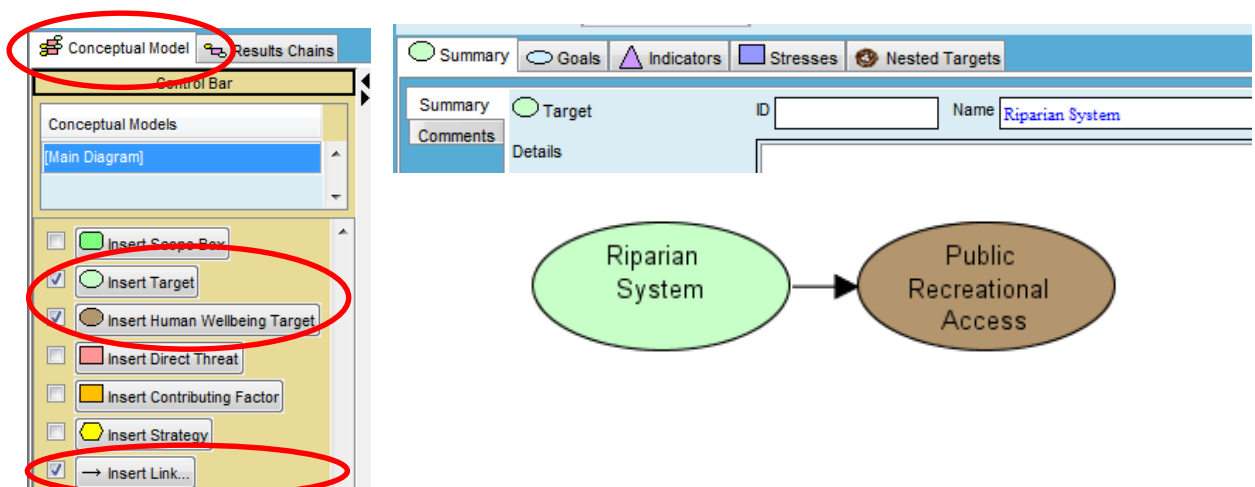 Conceptual Model Results Chains
Control Bar
Conceptual Models
[Main Diagram]
Insert Scope Box
Insert Target
Insert Human Wellbeing Target
Insert Direct Threat
Insert Contributing Factor
Insert Strategy
Insert Link...
Summary Goals Indicators Stresses Nested Targets
Summary Target ID Name Riparian System
Comments
Details
Riparian
System
Public
Recreational
Access